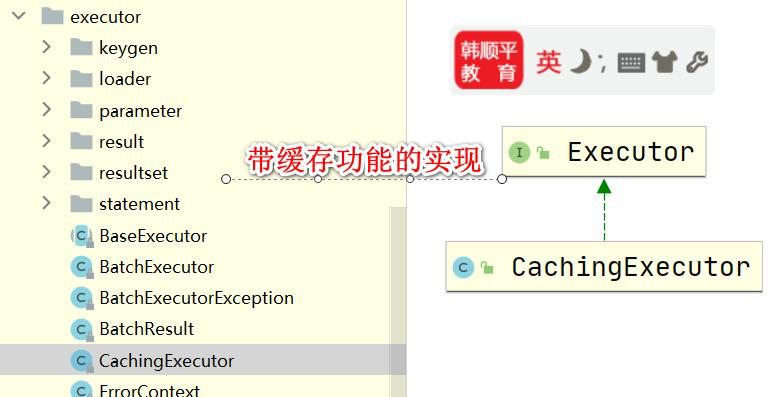 executor
keygen
loader
parameter
result
resultset
statement
BaseExecutor
BatchExecutor
BatchExecutorException
BatchResult
CachingExecutor
ErrorContext
韩顺平
教育
英
带缓存功能的实现
I Executor
C CachingExecutor